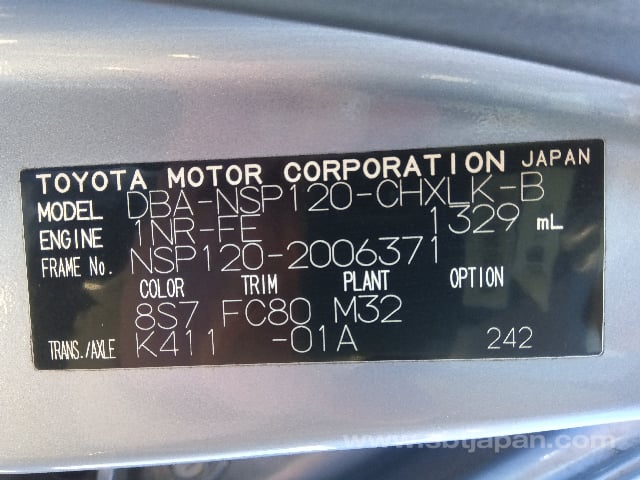 TOYOTA MOTOR CORPORATION JAPAN
MODEL DBA-NSP120-CHXLK-B
ENGINE 1NR-FE 1329 mL
FRAME No. NSP120-2006371
COLOR TRIM PLANT OPTION
8S7 FC80 M32
TRANS./AXLE K411 -01A 242
www.sbtjapan.com